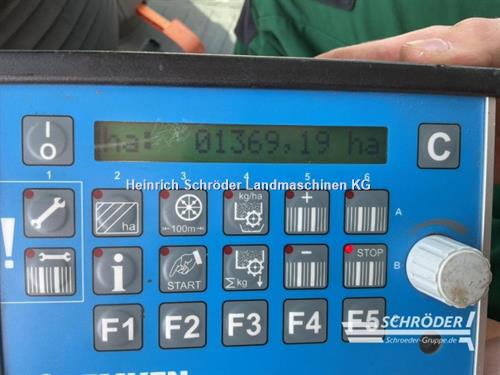 ha: 01369,19 ha
Heinrich Schröder Landmaschinen KG
I
O
C
1 2 3 4 5 6
ha
100m
kg/ha
+
A
!
i
START
Σkg
-
STOP
B
F1 F2 F3 F4 F5
SCHRÖDER
Schroeder-Gruppe.de